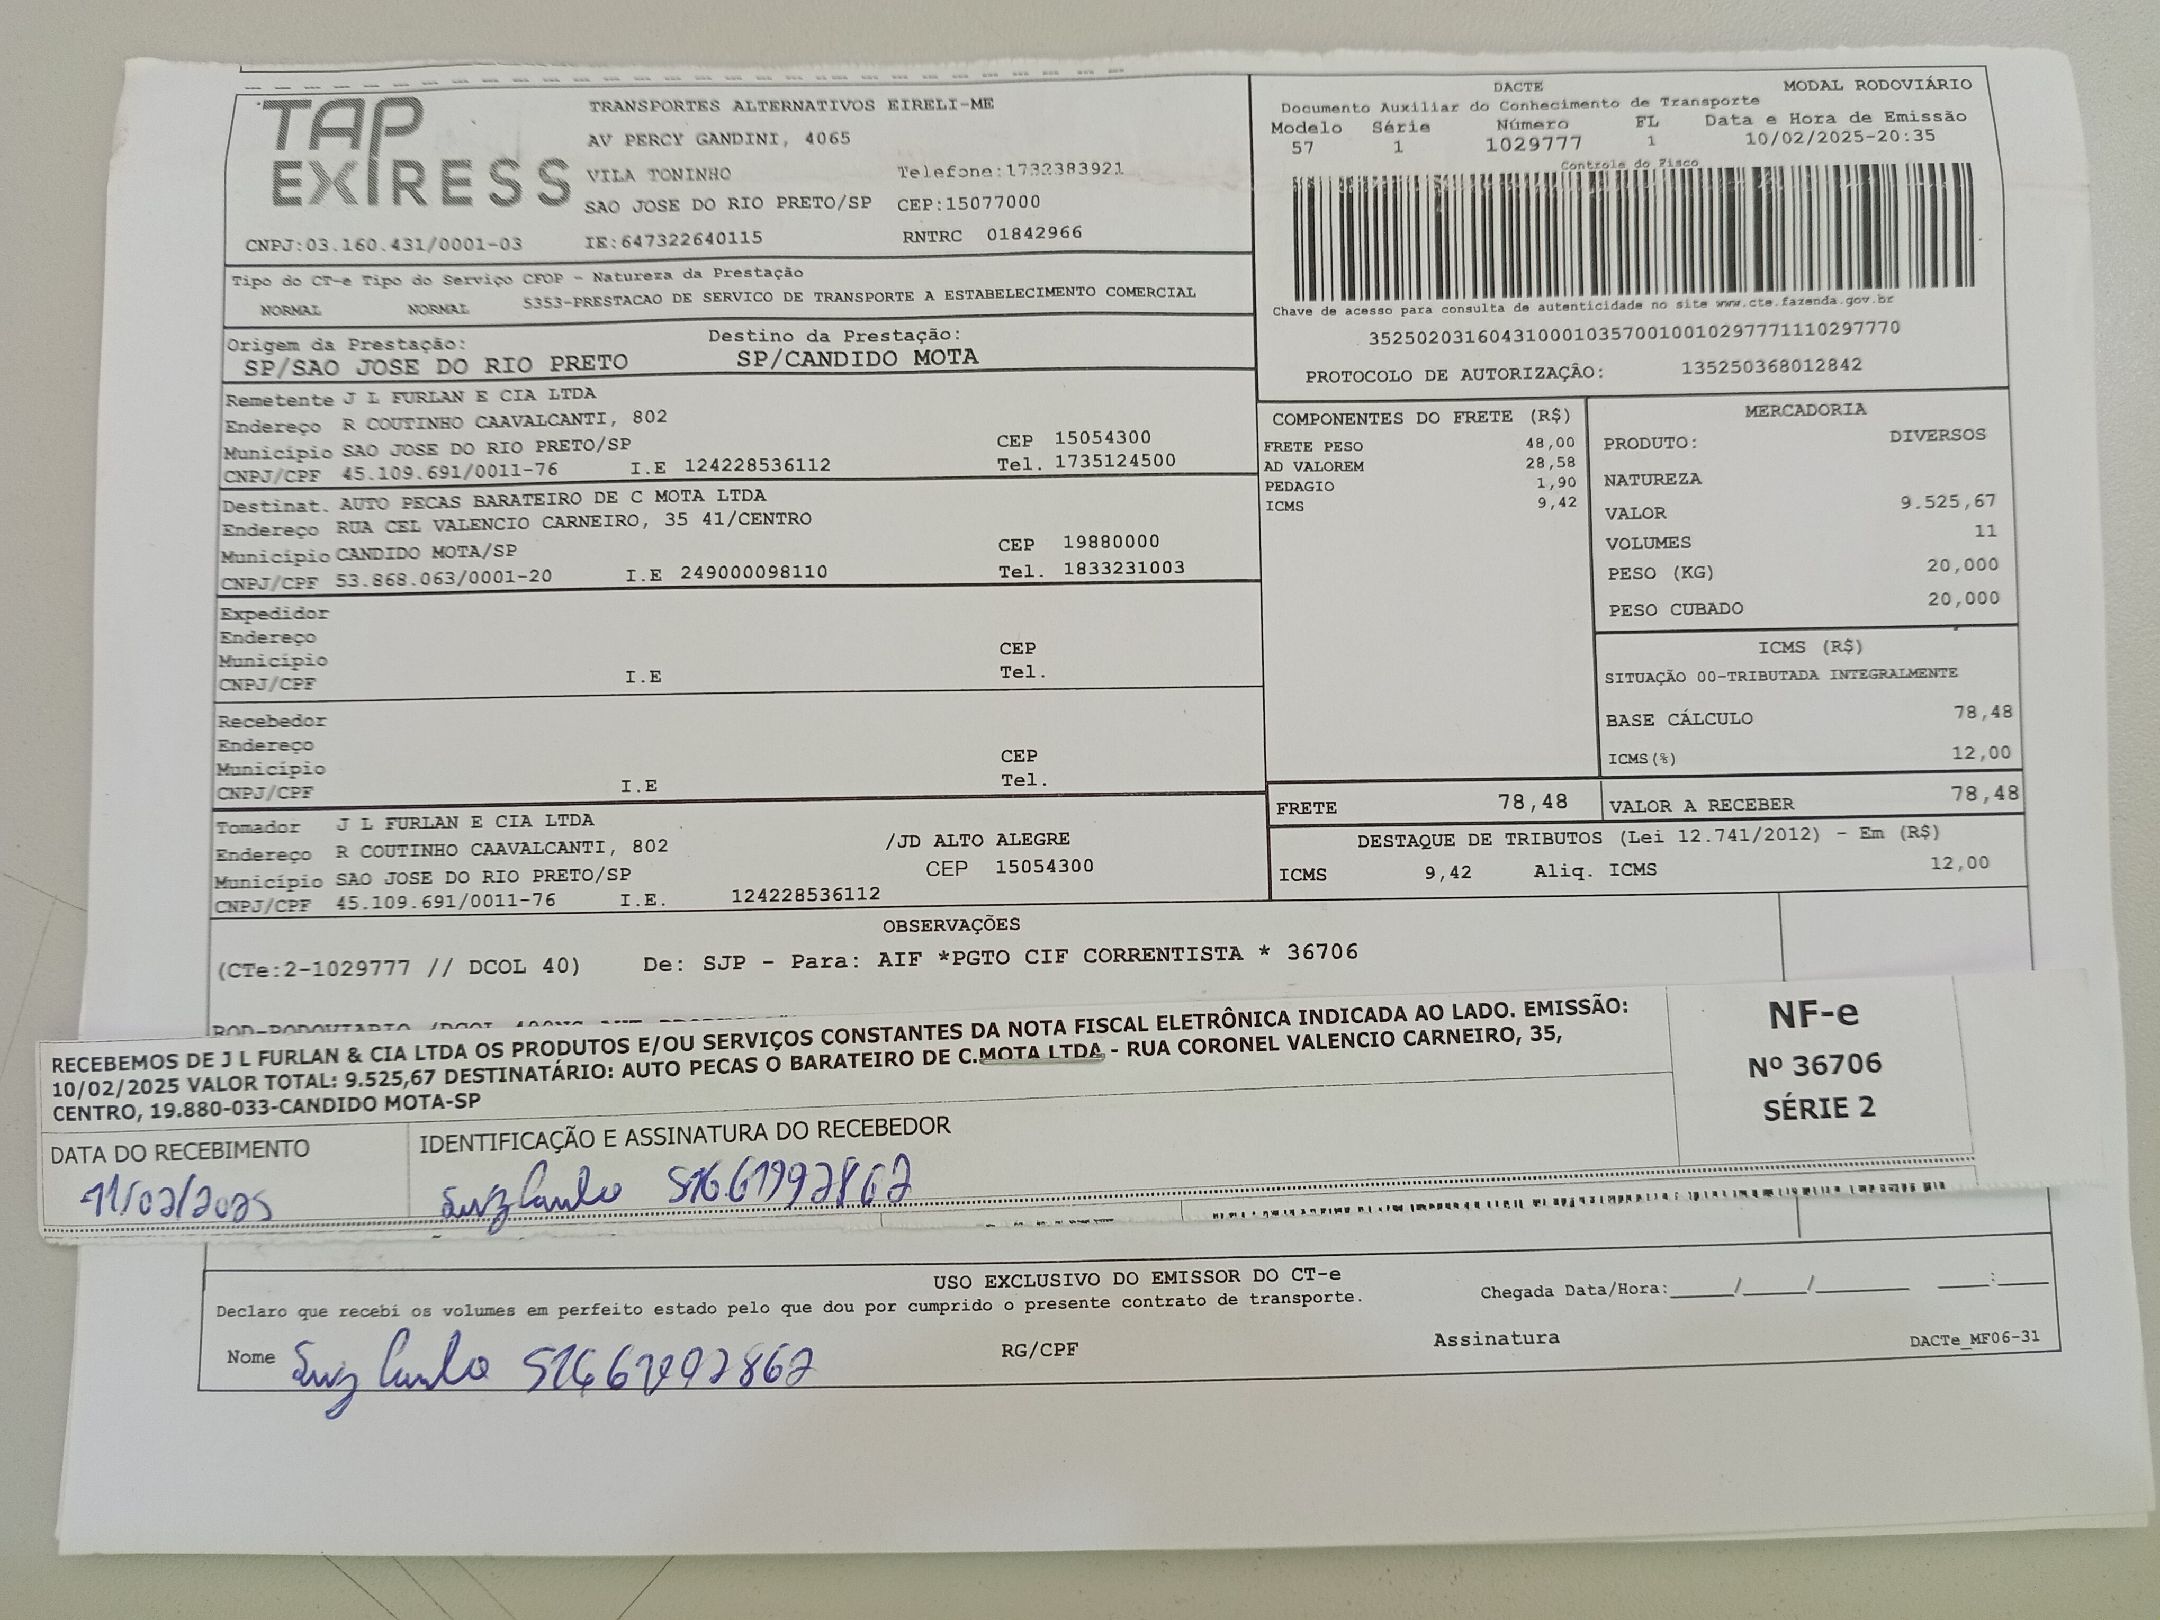 TAP
EXPRESS
TRANSPORTES ALTERNATIVOS EIRELI-ME
AV PERCY GANDINI, 4065
VILA TONINHO Telefone:1732383921
SAO JOSE DO RIO PRETO/SP CEP:15077000
CNPJ:03.160.431/0001-03 IE:647322640115 RNTRC 01842966
DACTE MODAL RODOVIÁRIO
Documento Auxiliar do Conhecimento de Transporte
Modelo Série Número FL Data e Hora de Emissão
57 1 1029777 1 10/02/2025-20:35
Controle do Fisco
Chave de acesso para consulta de autenticidade no site www.cte.fazenda.gov.br
35250203160431000103570010010297771110297770
PROTOCOLO DE AUTORIZAÇÃO: 135250368012842
Tipo do CT-e Tipo do Serviço CFOP - Natureza da Prestação
NORMAL NORMAL 5353-PRESTACAO DE SERVICO DE TRANSPORTE A ESTABELECIMENTO COMERCIAL
Origem da Prestação: Destino da Prestação:
SP/SAO JOSE DO RIO PRETO SP/CANDIDO MOTA
Remetente J L FURLAN E CIA LTDA
Endereço R COUTINHO CAAVALCANTI, 802
Município SAO JOSE DO RIO PRETO/SP CEP 15054300
CNPJ/CPF 45.109.691/0011-76 I.E 124228536112 Tel. 1735124500
Destinat. AUTO PECAS BARATEIRO DE C MOTA LTDA
Endereço RUA CEL VALENCIO CARNEIRO, 35 41/CENTRO
Município CANDIDO MOTA/SP CEP 19880000
CNPJ/CPF 53.868.063/0001-20 I.E 249000098110 Tel. 1833231003
Expedidor
Endereço
Município CEP
CNPJ/CPF I.E Tel.
Recebedor
Endereço
Município CEP
CNPJ/CPF I.E Tel.
Tomador J L FURLAN E CIA LTDA
Endereço R COUTINHO CAAVALCANTI, 802 /JD ALTO ALEGRE
Município SAO JOSE DO RIO PRETO/SP CEP 15054300
CNPJ/CPF 45.109.691/0011-76 I.E. 124228536112
COMPONENTES DO FRETE (R$)
FRETE PESO 48,00
AD VALOREM 28,58
PEDAGIO 1,90
ICMS 9,42
MERCADORIA
PRODUTO: DIVERSOS
NATUREZA
VALOR 9.525,67
VOLUMES 11
PESO (KG) 20,000
PESO CUBADO 20,000
ICMS (R$)
SITUAÇÃO 00-TRIBUTADA INTEGRALMENTE
BASE CÁLCULO 78,48
ICMS(%) 12,00
FRETE 78,48 VALOR A RECEBER 78,48
DESTAQUE DE TRIBUTOS (Lei 12.741/2012) - Em (R$)
ICMS 9,42 Aliq. ICMS 12,00
OBSERVAÇÕES
(CTe:2-1029777 // DCOL 40) De: SJP - Para: AIF *PGTO CIF CORRENTISTA * 36706
RECEBEMOS DE J L FURLAN & CIA LTDA OS PRODUTOS E/OU SERVIÇOS CONSTANTES DA NOTA FISCAL ELETRÔNICA INDICADA AO LADO. EMISSÃO:
10/02/2025 VALOR TOTAL: 9.525,67 DESTINATÁRIO: AUTO PECAS O BARATEIRO DE C.MOTA LTDA - RUA CORONEL VALENCIO CARNEIRO, 35,
CENTRO, 19.880-033-CANDIDO MOTA-SP
NF-e
Nº 36706
SÉRIE 2
DATA DO RECEBIMENTO IDENTIFICAÇÃO E ASSINATURA DO RECEBEDOR
11/02/2025 Luiz Carlos
USO EXCLUSIVO DO EMISSOR DO CT-e
Declaro que recebi os volumes em perfeito estado pelo que dou por cumprido o presente contrato de transporte. Chegada Data/Hora:_____/_____/_______ ____:____
Nome Luiz Carlos RG/CPF Assinatura DACTe_MF06-31